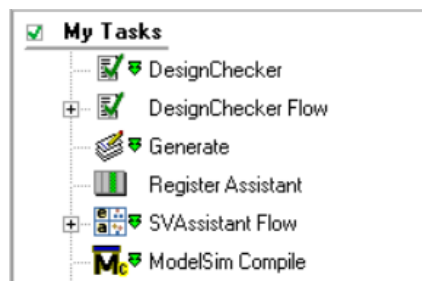 My Tasks
DesignChecker
DesignChecker Flow
Generate
Register Assistant
SVAssistant Flow
ModelSim Compile